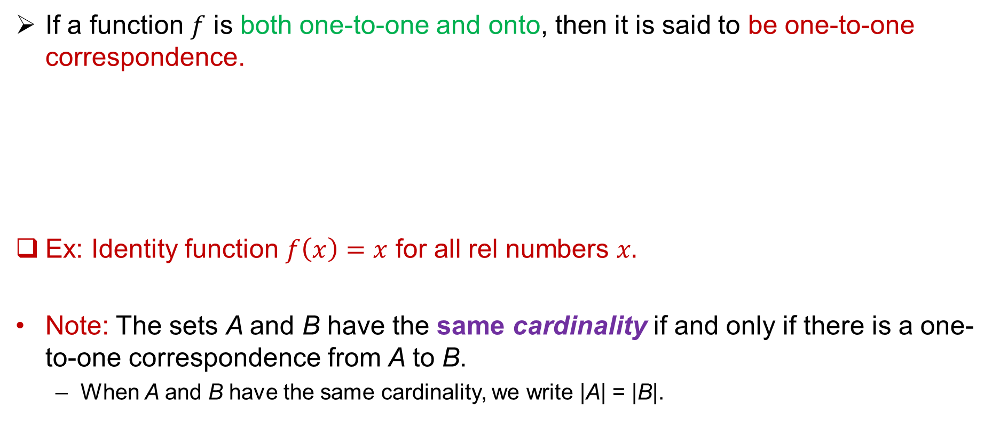 ➢ If a function f is both one-to-one and onto, then it is said to be one-to-one
correspondence.
❑ Ex: Identity function f(x) = x for all rel numbers x.
• Note: The sets A and B have the same cardinality if and only if there is a one-
to-one correspondence from A to B.
– When A and B have the same cardinality, we write |A| = |B|.